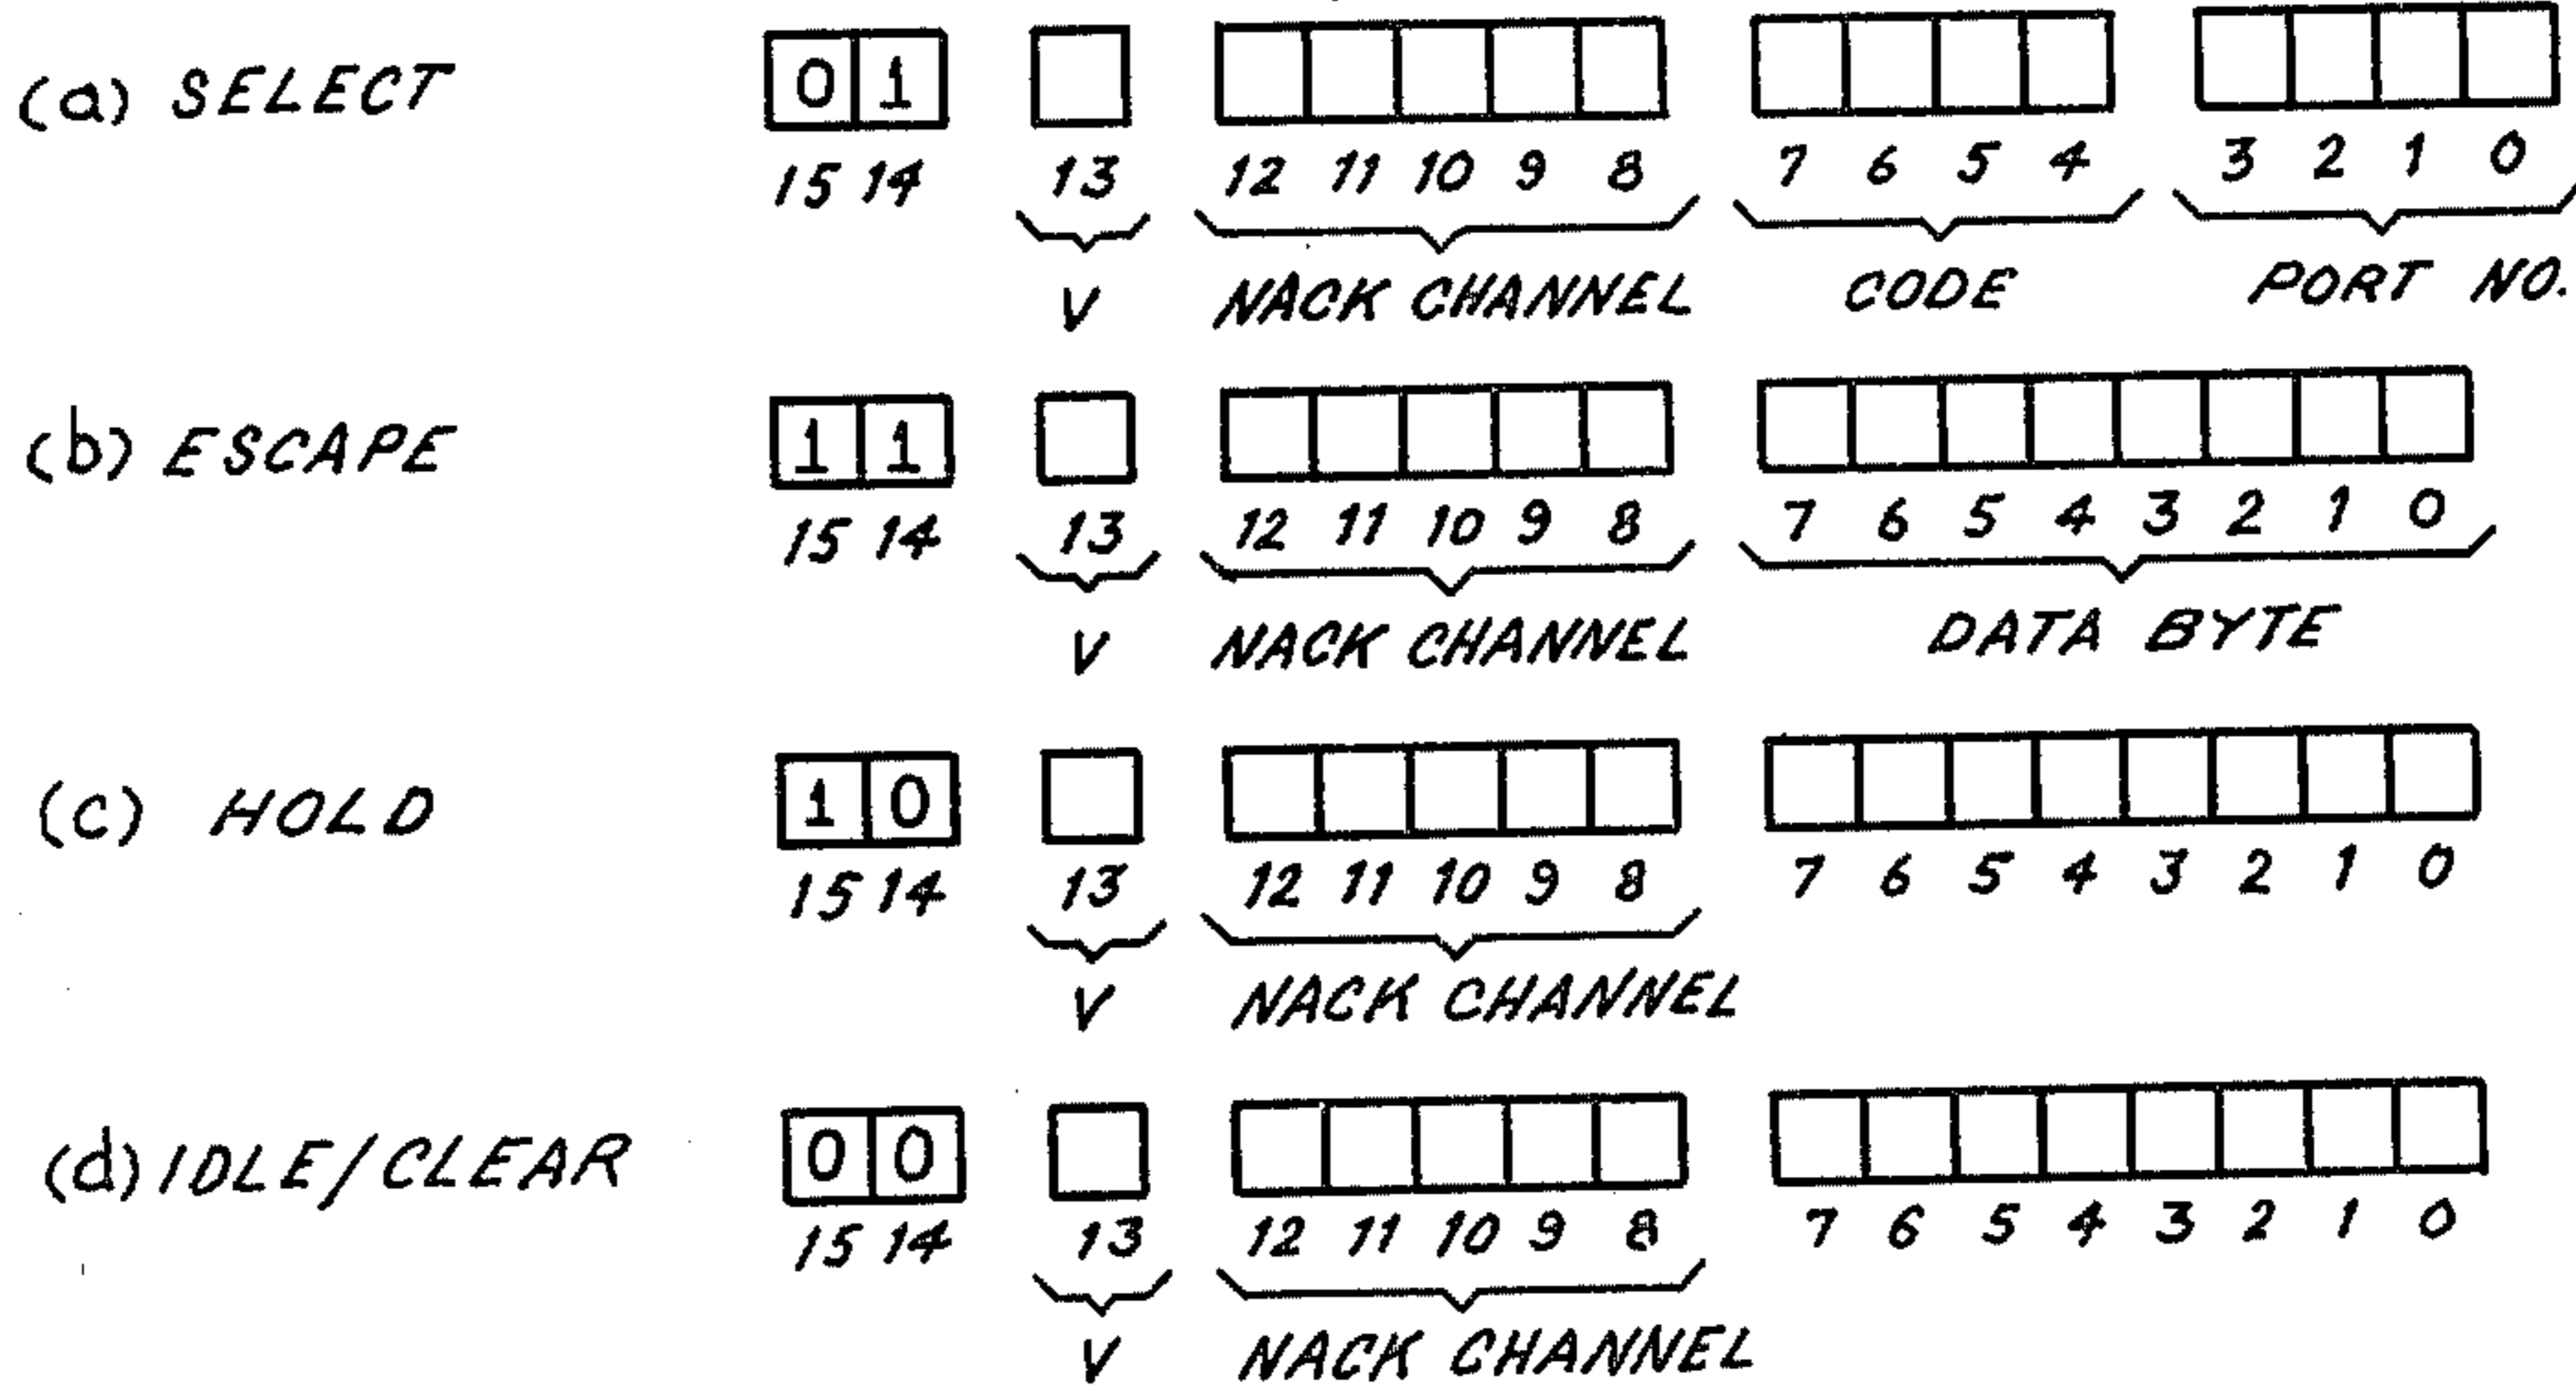 (a) SELECT 0 1
15 14 13 12 11 10 9 8 7 6 5 4 3 2 1 0
V NACK CHANNEL CODE PORT NO.
(b) ESCAPE 1 1
15 14 13 12 11 10 9 8 7 6 5 4 3 2 1 0
V NACK CHANNEL DATA BYTE
(c) HOLD 1 0
15 14 13 12 11 10 9 8 7 6 5 4 3 2 1 0
V NACK CHANNEL
(d) IDLE/CLEAR 0 0
15 14 13 12 11 10 9 8 7 6 5 4 3 2 1 0
V NACK CHANNEL